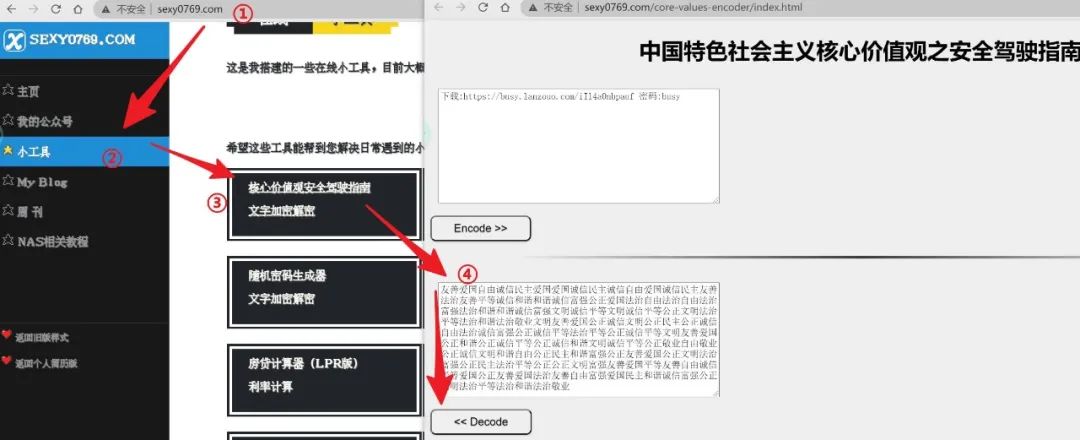 不安全 | sexy0769.com
①
SEXY0769.COM
主页
我的公众号
小工具
②
My Blog
周 刊
NAS相关教程
返回旧版样式
返回个人简历版
小工具
这是我搭建的一些在线小工具，目前大概
希望这些工具能帮到您解决日常遇到的小
③
核心价值观安全驾驶指南
文字加密解密
随机密码生成器
文字加密解密
房贷计算器（LPR版）
利率计算
不安全 | sexy0769.com/core-values-encoder/index.html
中国特色社会主义核心价值观之安全驾驶指南
下载:https://busy.lanzouo.com/iIl4a0mbpauf 密码:busy
Encode >>
④
友善爱国自由诚信民主爱国爱国诚信民主诚信自由爱国诚信民主友善
法治友善平等诚信和谐和谐诚信富强公正爱国法治自由法治自由法治
富强法治和谐诚信富强文明诚信平等文明诚信平等公正文明法治
平等法治和谐法治敬业文明友善爱国公正诚信文明公正民主公正诚信
自由法治诚信富强公正诚信平等法治平等公正诚信平等文明友善爱国
公正和谐公正诚信平等公正诚信和谐文明诚信平等公正敬业自由敬业
公正诚信文明和谐自由公正民主和谐富强公正友善爱国公正文明法治
富强公正民主法治平等公正公正文明富强友善爱国平等友善自由诚信
善爱国公正友善爱国法治友善自由富强爱国民主和谐诚信富强公正
明法治平等法治和谐法治敬业
<< Decode